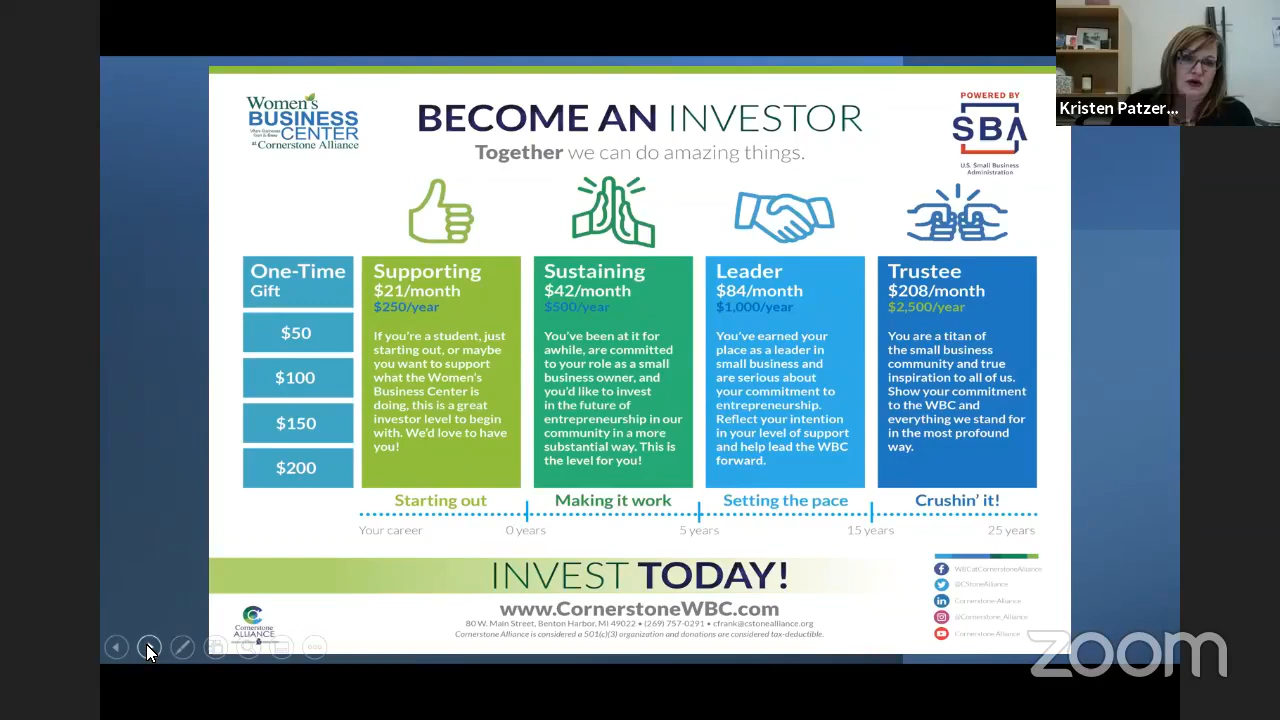 Women's
BUSINESS
CENTER
at Cornerstone Alliance
BECOME AN INVESTOR
Together we can do amazing things.
POWERED BY
SBA
U.S. Small Business
Administration
Kristen Patzer...
One-Time
Gift
$50
$100
$150
$200
Supporting
$21/month
$250/year
If you're a student, just
starting out, or maybe
you want to support
what the Women's
Business Center is
doing, this is a great
investor level to begin
with. We'd love to have
you!
Sustaining
$42/month
$500/year
You've been at it for
awhile, are committed
to your role as a small
business owner, and
you'd like to invest
in the future of
entrepreneurship in our
community in a more
substantial way. This is
the level for you!
Leader
$84/month
$1,000/year
You've earned your
place as a leader in
small business and
are serious about
your commitment to
entrepreneurship.
Reflect your intention
in your level of support
and help lead the WBC
forward.
Trustee
$208/month
$2,500/year
You are a titan of
the small business
community and true
inspiration to all of us.
Show your commitment
to the WBC and
everything we stand for
in the most profound
way.
Starting out
Making it work
Setting the pace
Crushin' it!
Your career
0 years
5 years
15 years
25 years
INVEST TODAY!
www.CornerstoneWBC.com
80 W. Main Street, Benton Harbor, MI 49022 • (269) 757-0291 • cfrank@cstonealliance.org
Cornerstone Alliance is considered a 501(c)(3) organization and donations are considered tax-deductible.
Cornerstone
ALLIANCE
WBCatCornerstoneAlliance
@CStoneAlliance
Cornerstone-Alliance
@Cornerstone_Alliance
Cornerstone Alliance
zoom